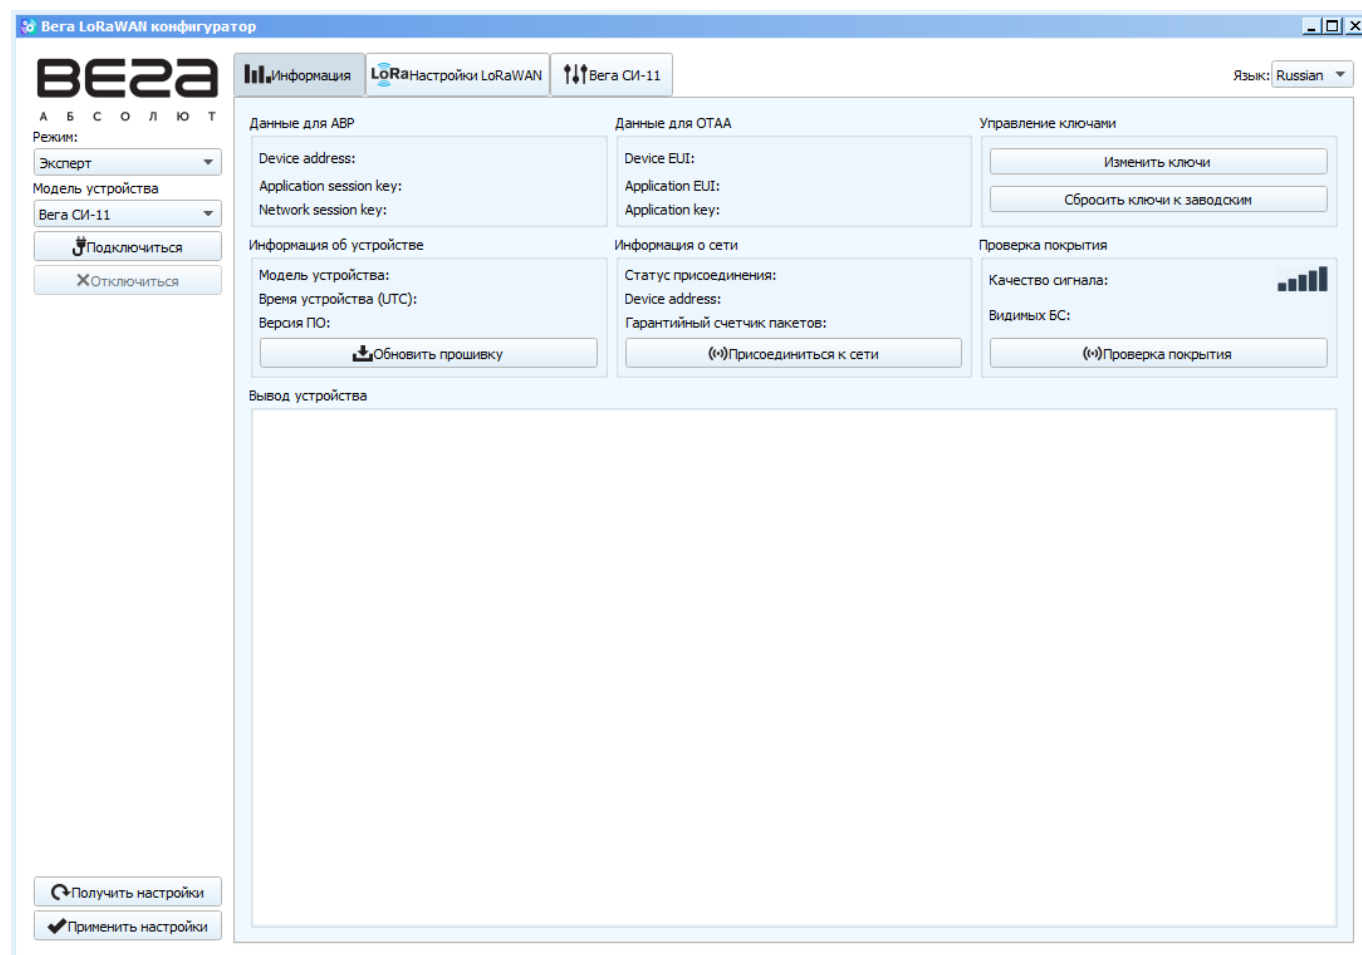 Вега LoRaWAN конфигуратор
ВЕГА
АБСОЛЮТ
Режим:
Эксперт
Модель устройства
Вега СИ-11
Подключиться
Отключиться
Получить настройки
Применить настройки
Информация
LoRa Настройки LoRaWAN
Вега СИ-11
Язык: Russian
Данные для ABP
Device address:
Application session key:
Network session key:
Данные для OTAA
Device EUI:
Application EUI:
Application key:
Управление ключами
Изменить ключи
Сбросить ключи к заводским
Информация об устройстве
Модель устройства:
Время устройства (UTC):
Версия ПО:
Обновить прошивку
Информация о сети
Статус присоединения:
Device address:
Гарантийный счетчик пакетов:
Присоединиться к сети
Проверка покрытия
Качество сигнала:
Видимых БС:
Проверка покрытия
Вывод устройства